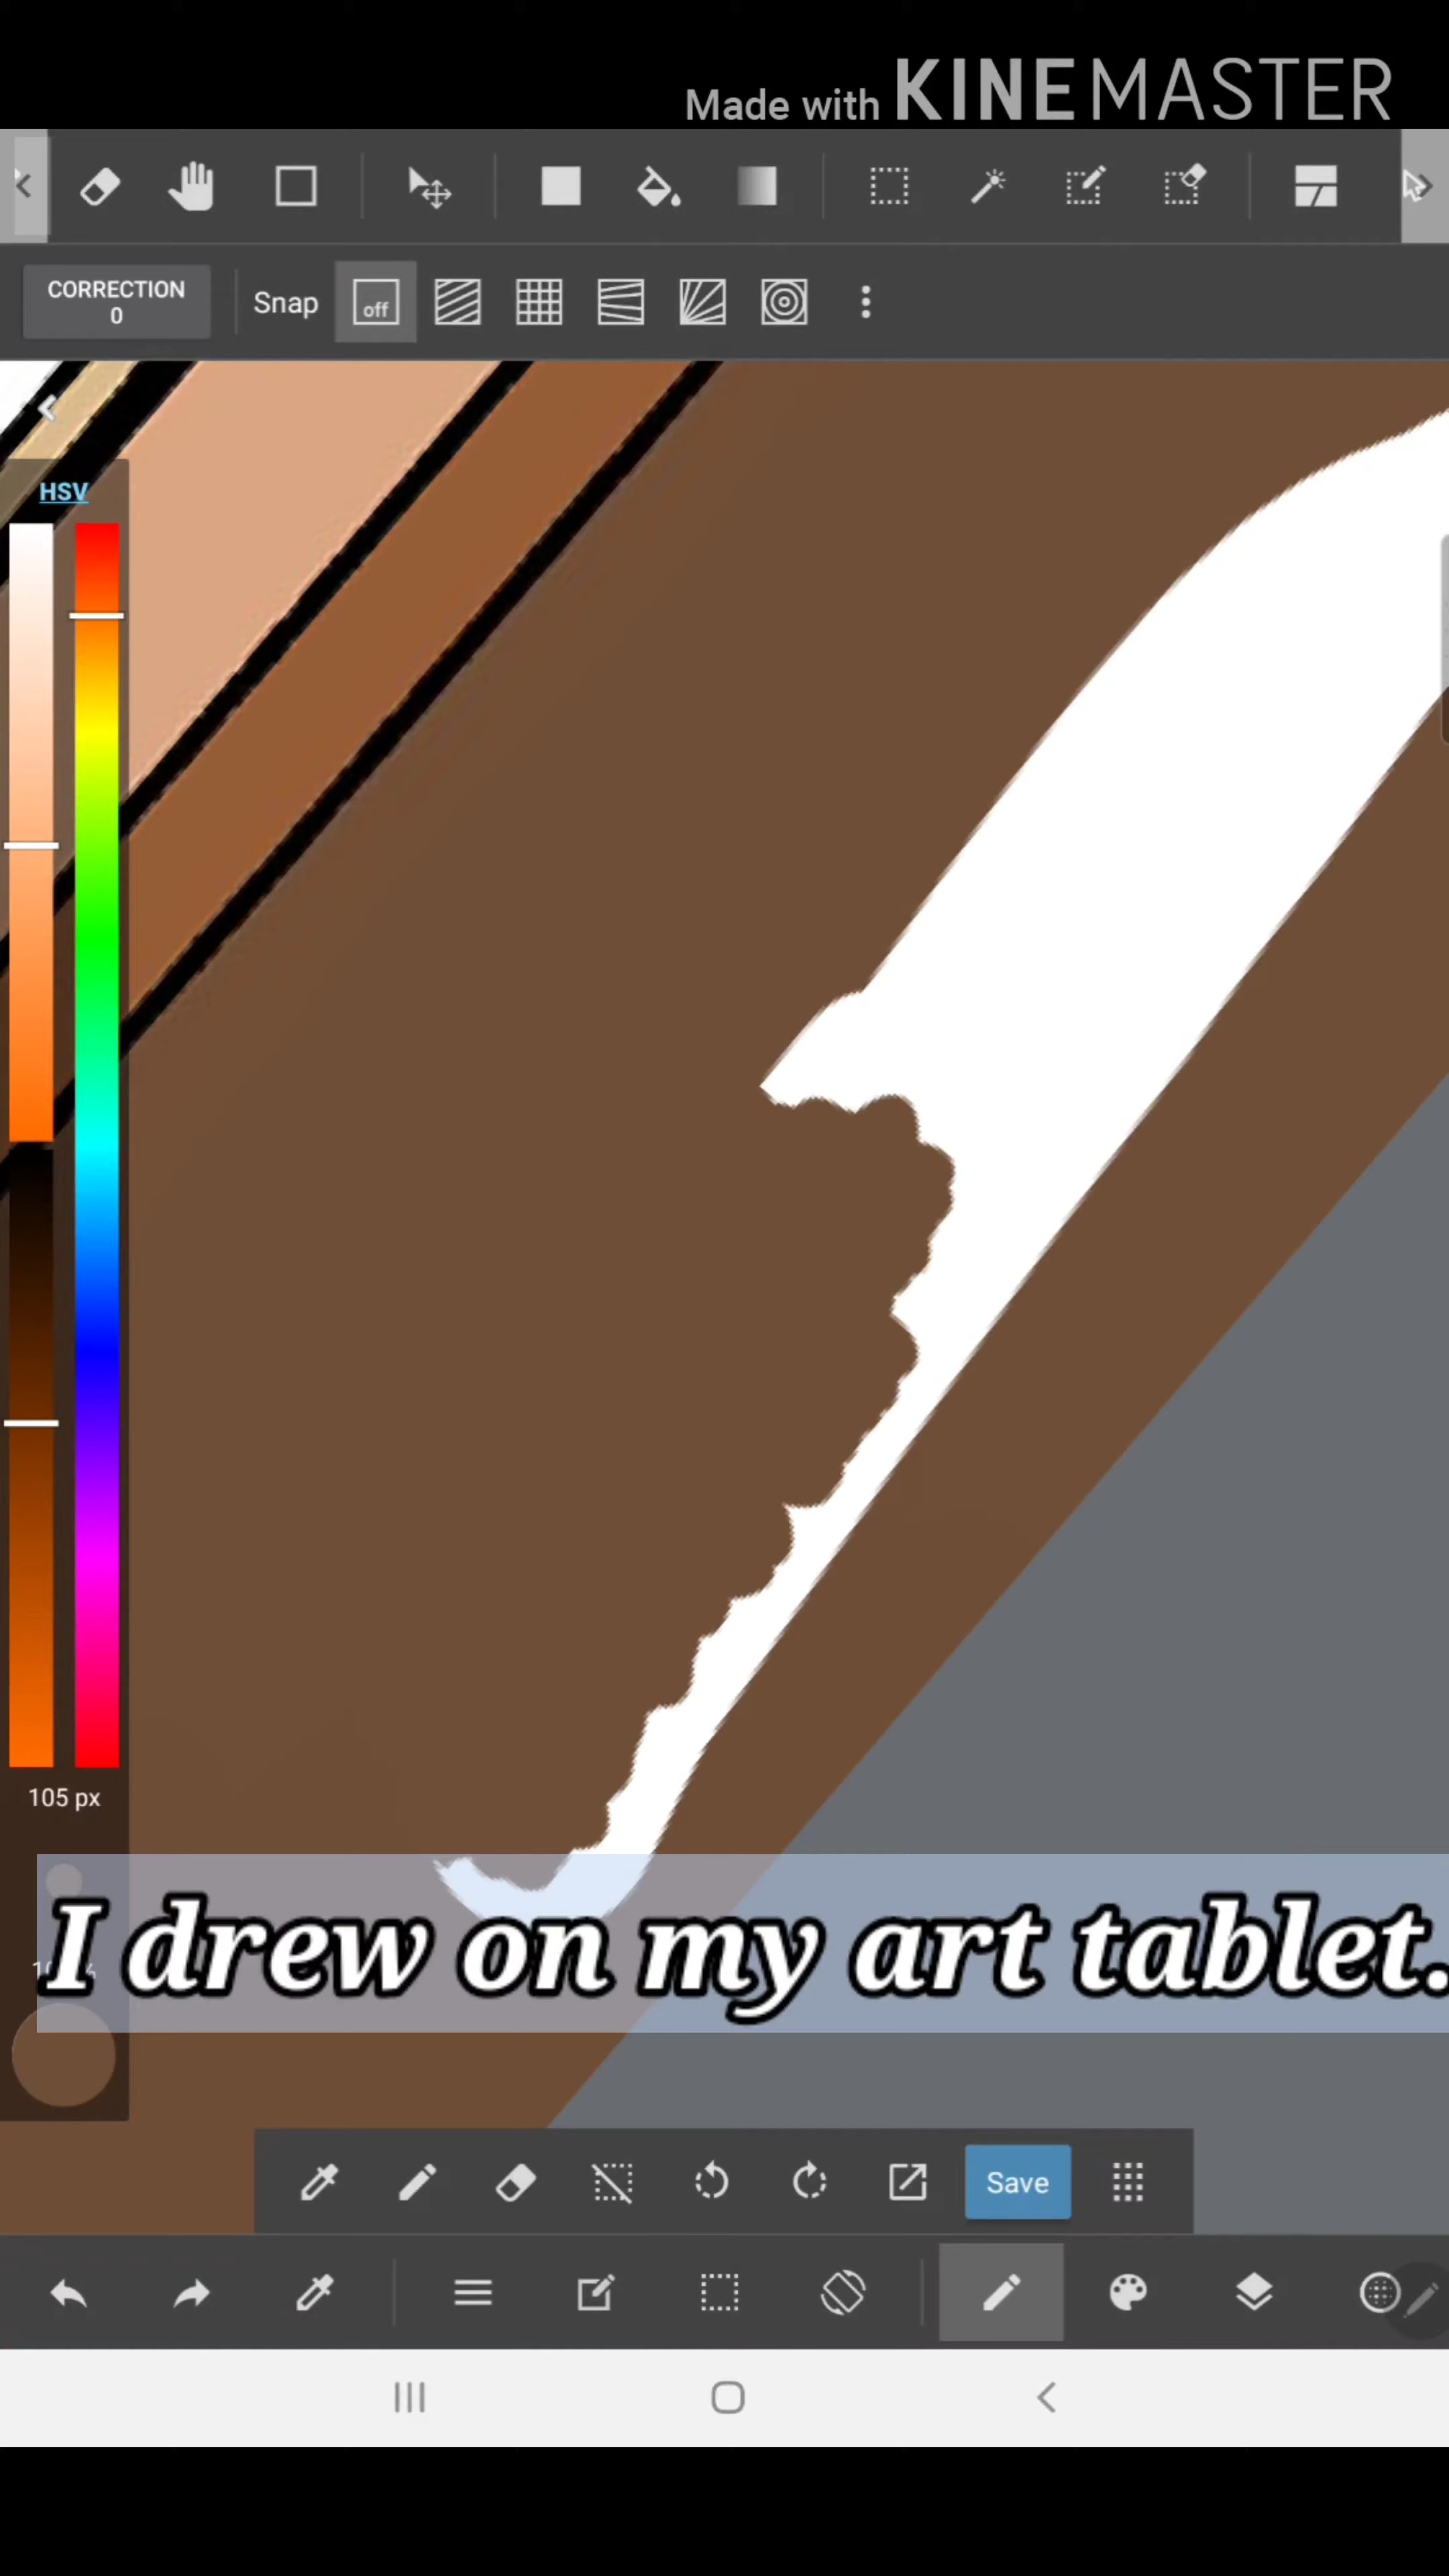 Made with KINEMASTER
CORRECTION
0
Snap
off
HSV
105 px
I drew on my art tablet.
Save